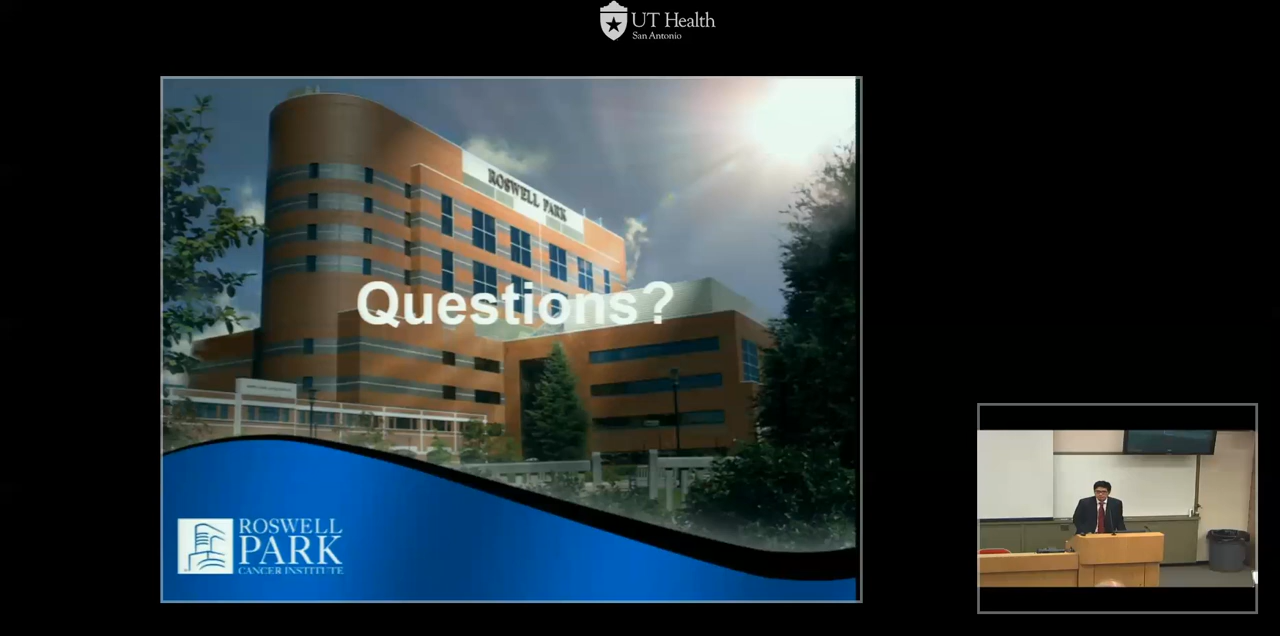 UT Health
San Antonio
ROSWELL PARK
Questions?
ROSWELL
PARK
CANCER INSTITUTE